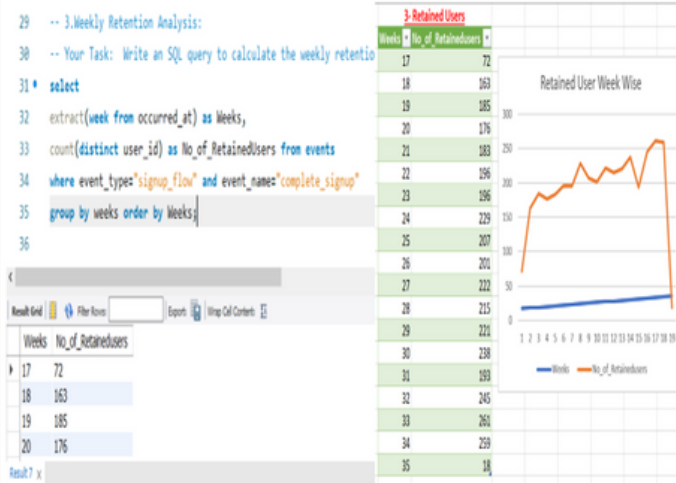 29 -- 3.Weekly Retention Analysis:
30 -- Your Task: Write an SQL query to calculate the weekly retentio
31 select
32 extract(week from occurred_at) as Weeks,
33 count(distinct user_id) as No_of_RetainedUsers from events
34 where event_type="signup_flow" and event_name="complete_signup"
35 group by weeks order by Weeks;
36
Result Grid Filter Rows: Export: Wrap Cell Content:
Weeks No_of_Retainedusers
17 72
18 163
19 185
20 176
Result 7 x
3- Retained Users
Weeks No_of_Retainedusers
17 72
18 163
19 185
20 176
21 183
22 196
23 196
24 229
25 207
26 201
27 222
28 215
29 221
30 238
31 193
32 245
33 261
34 259
35 18
Retained User Week Wise
300
250
200
150
100
50
0
1 2 3 4 5 6 7 8 9 10 11 12 13 14 15 16 17 18 19
Weeks No_of_Retainedusers